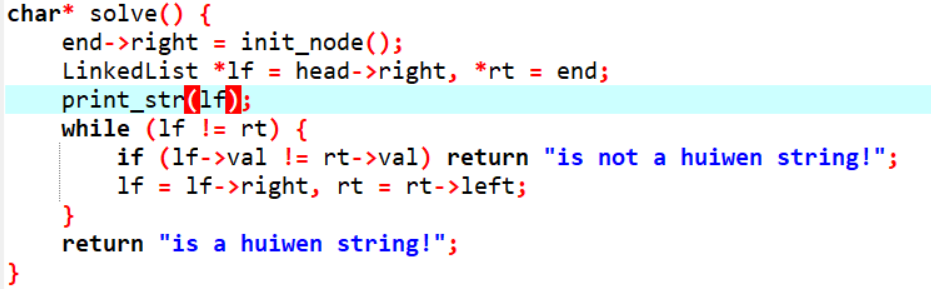 char* solve() {
    end->right = init_node();
    LinkedList *lf = head->right, *rt = end;
    print_str(lf);
    while (lf != rt) {
        if (lf->val != rt->val) return "is not a huiwen string!";
        lf = lf->right, rt = rt->left;
    }
    return "is a huiwen string!";
}